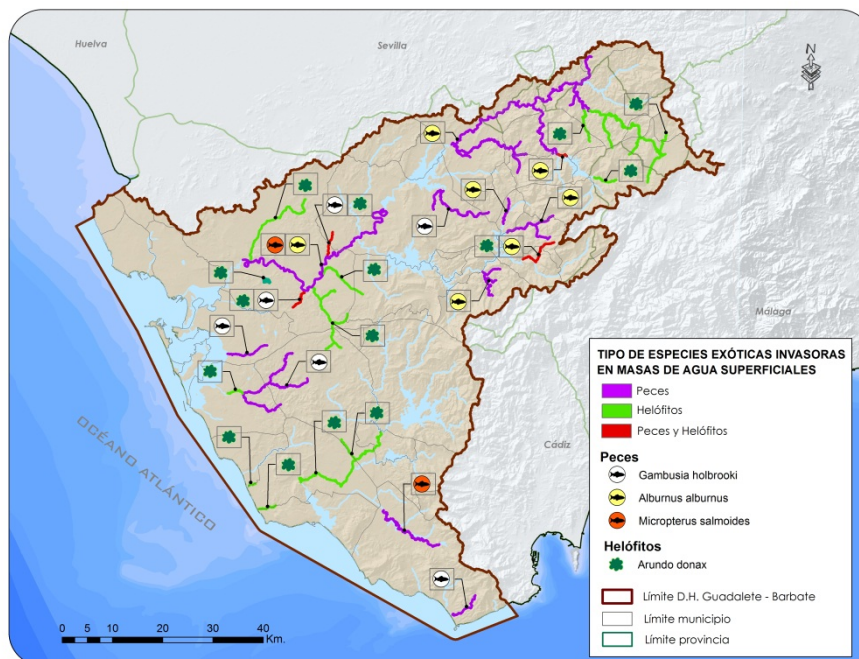 Huelva
Sevilla
N
Málaga
Cádiz
OCÉANO ATLÁNTICO
TIPO DE ESPECIES EXÓTICAS INVASORAS
EN MASAS DE AGUA SUPERFICIALES
Peces
Helófitos
Peces y Helófitos
Peces
Gambusia holbrooki
Alburnus alburnus
Micropterus salmoides
Helófitos
Arundo donax
Límite D.H. Guadalete - Barbate
Límite municipio
Límite provincia
0 5 10 20 30 40
Km.